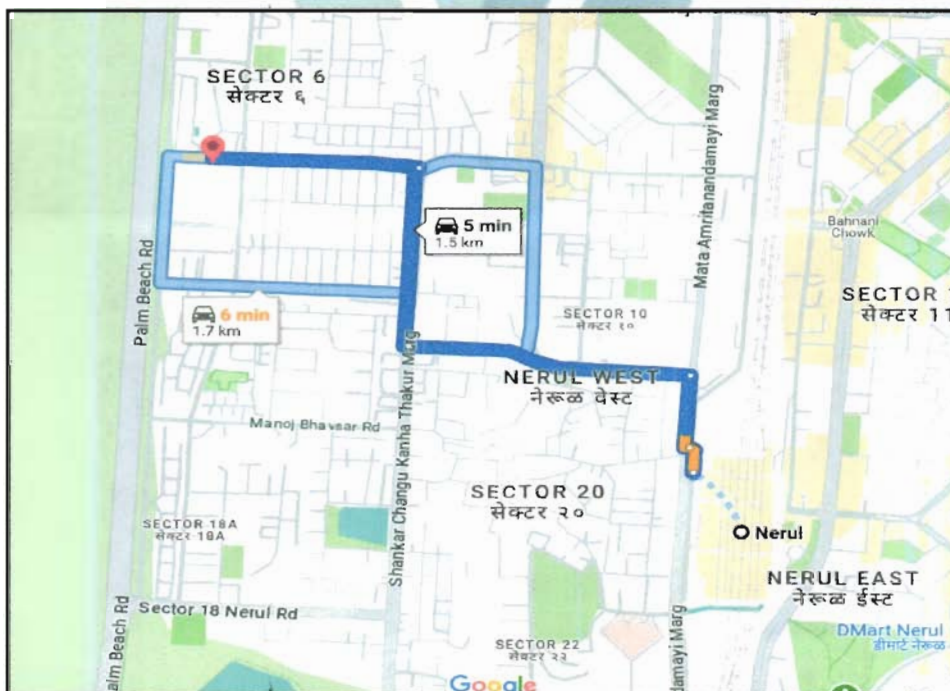 SECTOR 6
सेक्टर ६
Mata Amritanandamayi Marg
Bahnani
Chowk
5 min
1.5 km
Palm Beach Rd
6 min
1.7 km
SECTOR 10
सेक्टर १०
SECTOR
सेक्टर 11
NERUL WEST
नेरूळ वेस्ट
Shankar Changu Kanha Thakur Marg
Manoj Bhavsar Rd
SECTOR 20
सेक्टर २०
SECTOR 18A
सेक्टर 18A
Nerul
NERUL EAST
नेरूळ ईस्ट
Sector 18 Nerul Rd
Palm Beach Rd
damayi Marg
DMart Nerul
डीमार्ट नेरूळ
SECTOR 22
सेक्टर २२
Google